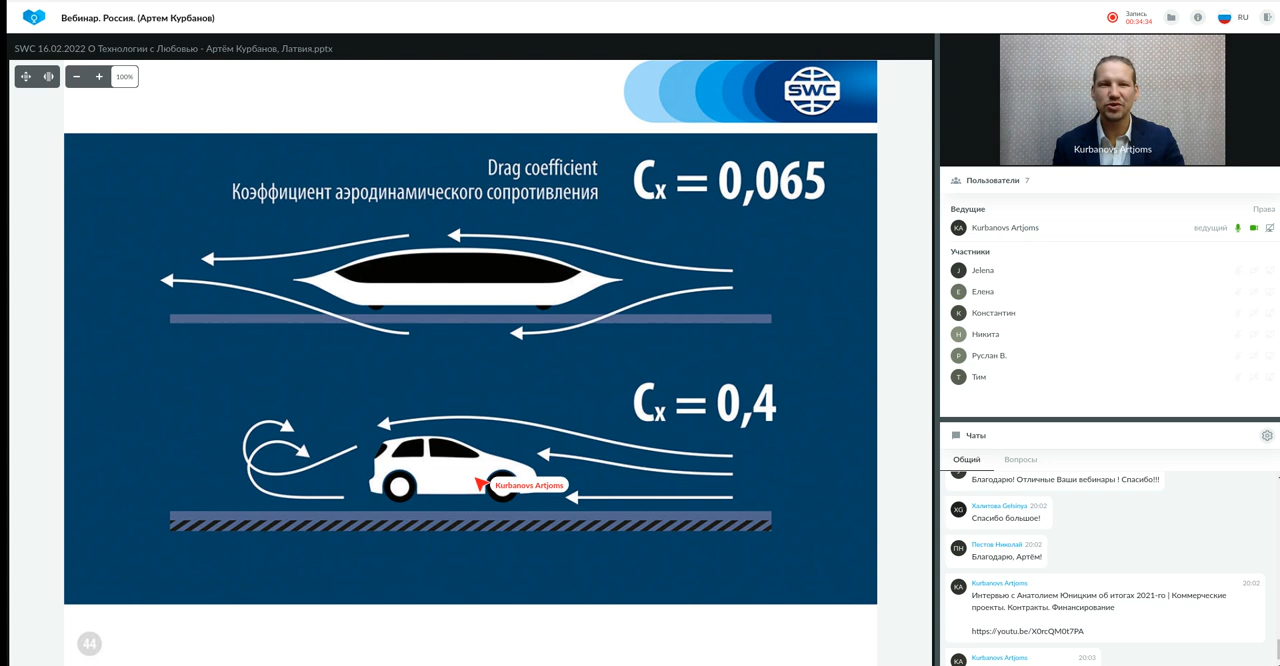 Вебинар. Россия. (Артем Курбанов)
Запись
00:34:34
RU
SWC 16.02.2022 О Технологии с Любовью - Артём Курбанов, Латвия.pptx
100%
SWC
Drag coefficient
Коэффициент аэродинамического сопротивления
Cx = 0,065
Cx = 0,4
Kurbanovs Artjoms
44
Kurbanovs Artjoms
Пользователи 7
Ведущие Права
KA Kurbanovs Artjoms ведущий
Участники
J Jelena
Е Елена
К Константин
Н Никита
Р Руслан В.
Т Тим
Чаты
Общий Вопросы
Благодарю! Отличные Ваши вебинары ! Спасибо!!!
XG Халитова Gelsinya 20:02
Спасибо большое!
ПН Пестов Николай 20:02
Благодарю, Артём!
KA Kurbanovs Artjoms 20:02
Интервью с Анатолием Юницким об итогах 2021-го | Коммерческие
проекты. Контракты. Финансирование
https://youtu.be/X0rcQM0t7PA
KA Kurbanovs Artjoms 20:03